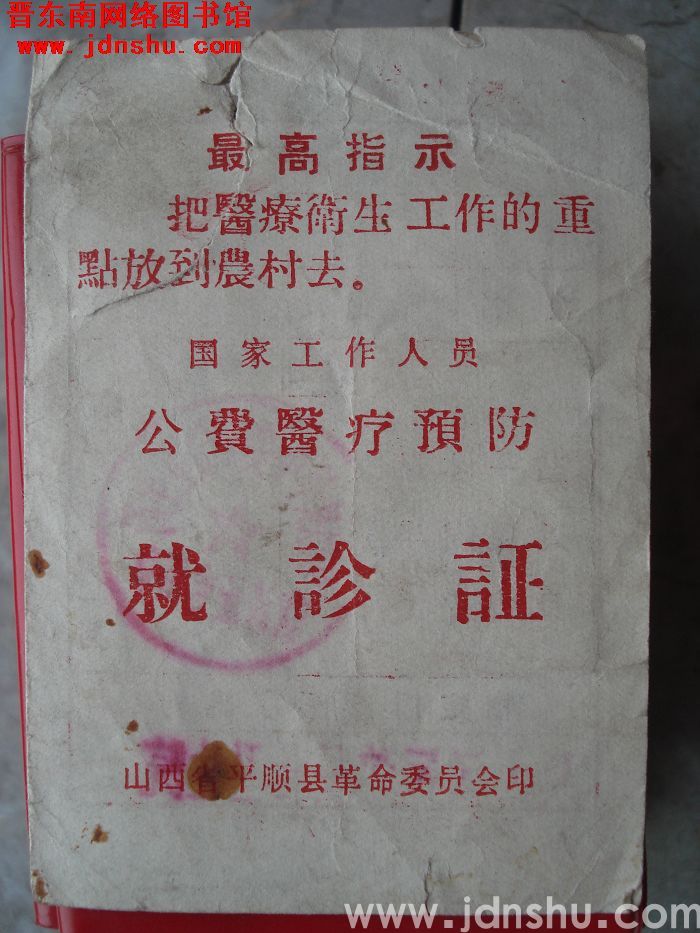 晋东南网络图书馆
www.jdnshu.com
最高指示
把醫療衛生工作的重
點放到農村去。
国家工作人员
公費醫疗預防
就診証
山西省平顺县革命委员会印
www.jdnshu.com